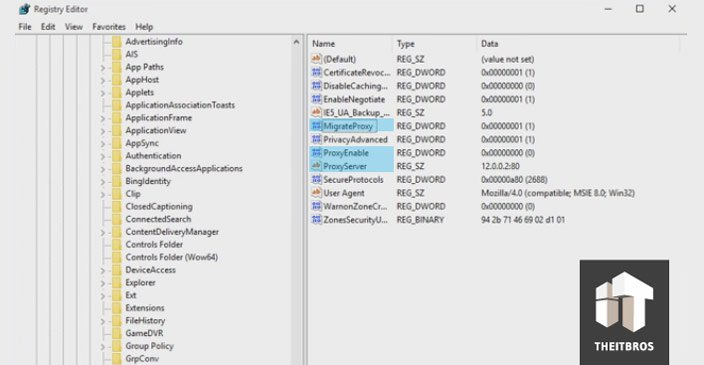 Registry Editor
File Edit View Favorites Help
AdvertisingInfo
AIS
App Paths
AppHost
Applets
ApplicationAssociationToasts
ApplicationFrame
ApplicationView
AppSync
Authentication
BackgroundAccessApplications
BingIdentity
Clip
ClosedCaptioning
ConnectedSearch
ContentDeliveryManager
Controls Folder
Controls Folder (Wow64)
DeviceAccess
Explorer
Ext
Extensions
FileHistory
GameDVR
Group Policy
GrpConv
Name Type Data
(Default) REG_SZ (value not set)
CertificateRevoc... REG_DWORD 0x00000001 (1)
DisableCaching... REG_DWORD 0x00000000 (0)
EnableNegotiate REG_DWORD 0x00000001 (1)
IE5_UA_Backup_... REG_SZ 5.0
MigrateProxy REG_DWORD 0x00000001 (1)
PrivacyAdvanced REG_DWORD 0x00000001 (1)
ProxyEnable REG_DWORD 0x00000000 (0)
ProxyServer REG_SZ 12.0.0.2:80
SecureProtocols REG_DWORD 0x00000a80 (2688)
User Agent REG_SZ Mozilla/4.0 (compatible; MSIE 8.0; Win32)
WarnonZoneCr... REG_DWORD 0x00000000 (0)
ZonesSecurityU... REG_BINARY 94 2b 71 46 69 02 d1 01
THEITBROS